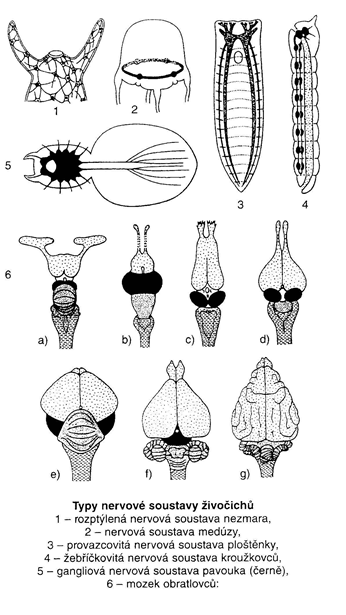 1
2
3
4
5
6
a)
b)
c)
d)
e)
f)
g)
Typy nervové soustavy živočichů
1 – rozptýlená nervová soustava nezmara,
2 – nervová soustava medúzy,
3 – provazcovitá nervová soustava ploštěnky,
4 – žebříčkovitá nervová soustava kroužkovců,
5 – gangliová nervová soustava pavouka (černě),
6 – mozek obratlovců: